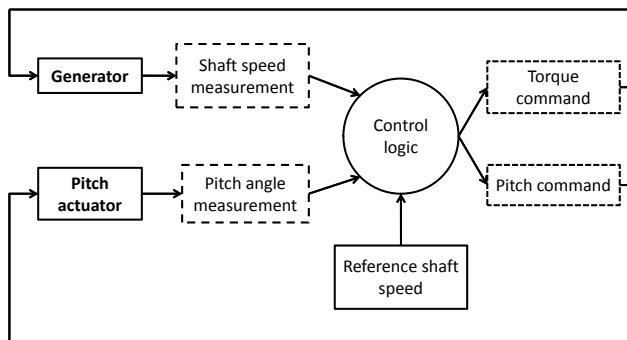 Generator
Shaft speed
measurement
Control
logic
Torque
command
Pitch
actuator
Pitch angle
measurement
Pitch command
Reference shaft
speed